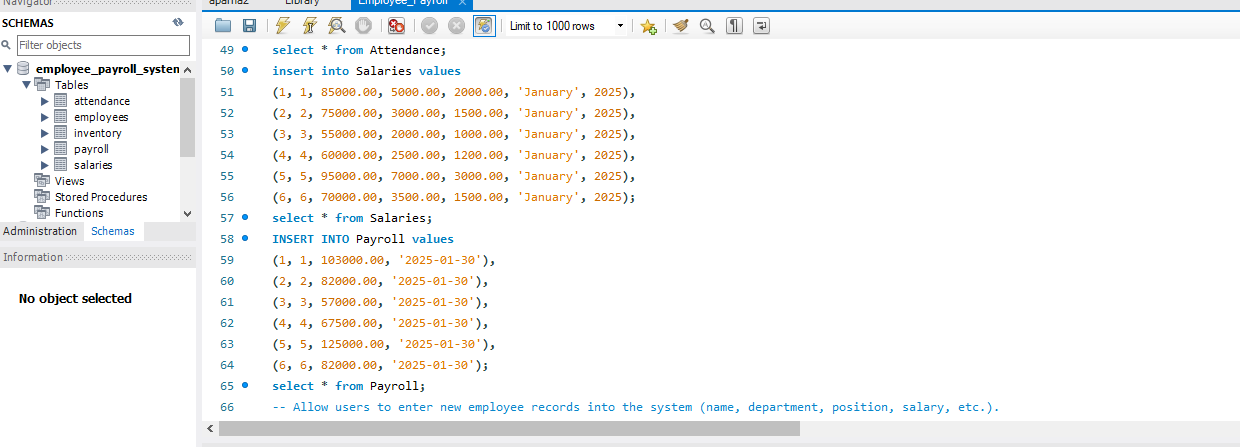 Navigator
aparna2 Library Employee_Payroll
SCHEMAS
Limit to 1000 rows
Filter objects
employee_payroll_system
Tables
attendance
employees
inventory
payroll
salaries
Views
Stored Procedures
Functions
Administration Schemas
Information
No object selected
49 select * from Attendance;
50 insert into Salaries values
51 (1, 1, 85000.00, 5000.00, 2000.00, 'January', 2025),
52 (2, 2, 75000.00, 3000.00, 1500.00, 'January', 2025),
53 (3, 3, 55000.00, 2000.00, 1000.00, 'January', 2025),
54 (4, 4, 60000.00, 2500.00, 1200.00, 'January', 2025),
55 (5, 5, 95000.00, 7000.00, 3000.00, 'January', 2025),
56 (6, 6, 70000.00, 3500.00, 1500.00, 'January', 2025);
57 select * from Salaries;
58 INSERT INTO Payroll values
59 (1, 1, 103000.00, '2025-01-30'),
60 (2, 2, 82000.00, '2025-01-30'),
61 (3, 3, 57000.00, '2025-01-30'),
62 (4, 4, 67500.00, '2025-01-30'),
63 (5, 5, 125000.00, '2025-01-30'),
64 (6, 6, 82000.00, '2025-01-30');
65 select * from Payroll;
66 -- Allow users to enter new employee records into the system (name, department, position, salary, etc.).